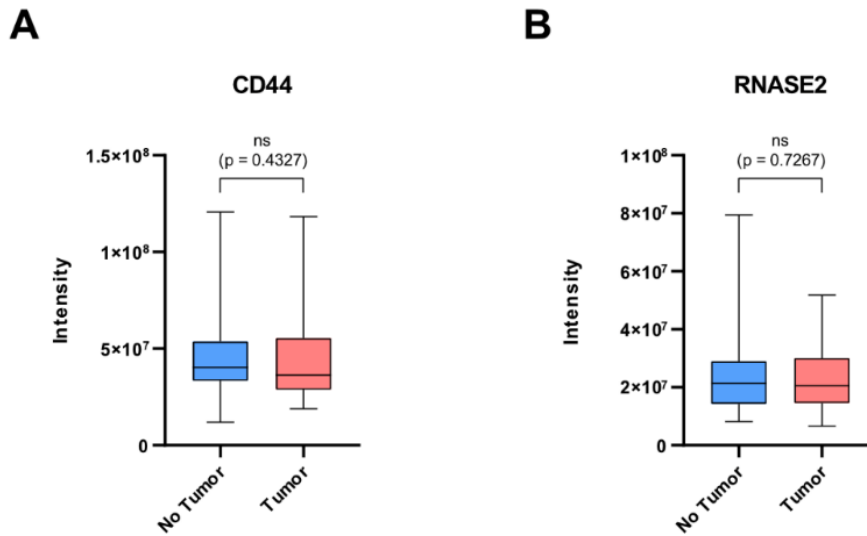 A
CD44
ns
(p = 0.4327)
1.5×10⁸
1×10⁸
5×10⁷
0
Intensity
No Tumor
Tumor
B
RNASE2
ns
(p = 0.7267)
1×10⁸
8×10⁷
6×10⁷
4×10⁷
2×10⁷
0
Intensity
No Tumor
Tumor